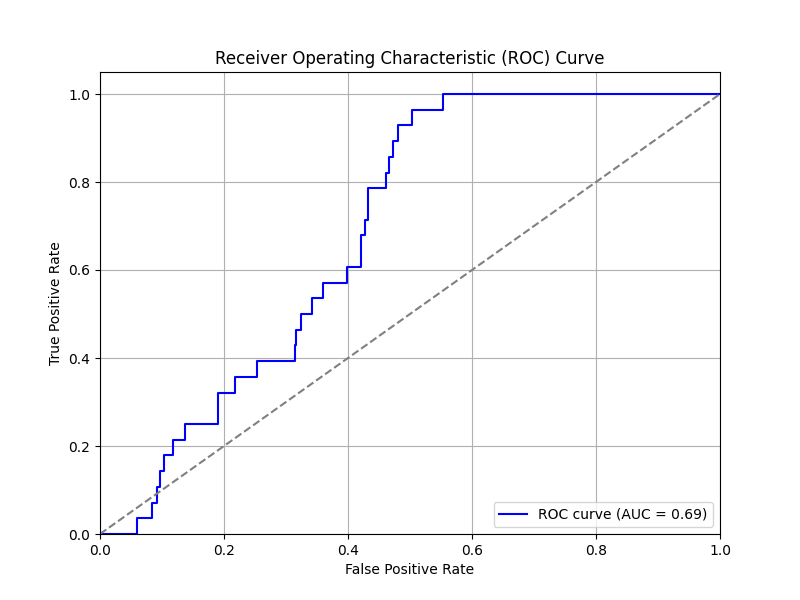 Receiver Operating Characteristic (ROC) Curve
True Positive Rate
1.0
0.8
0.6
0.4
0.2
0.0
ROC curve (AUC = 0.69)
0.0 0.2 0.4 0.6 0.8 1.0
False Positive Rate